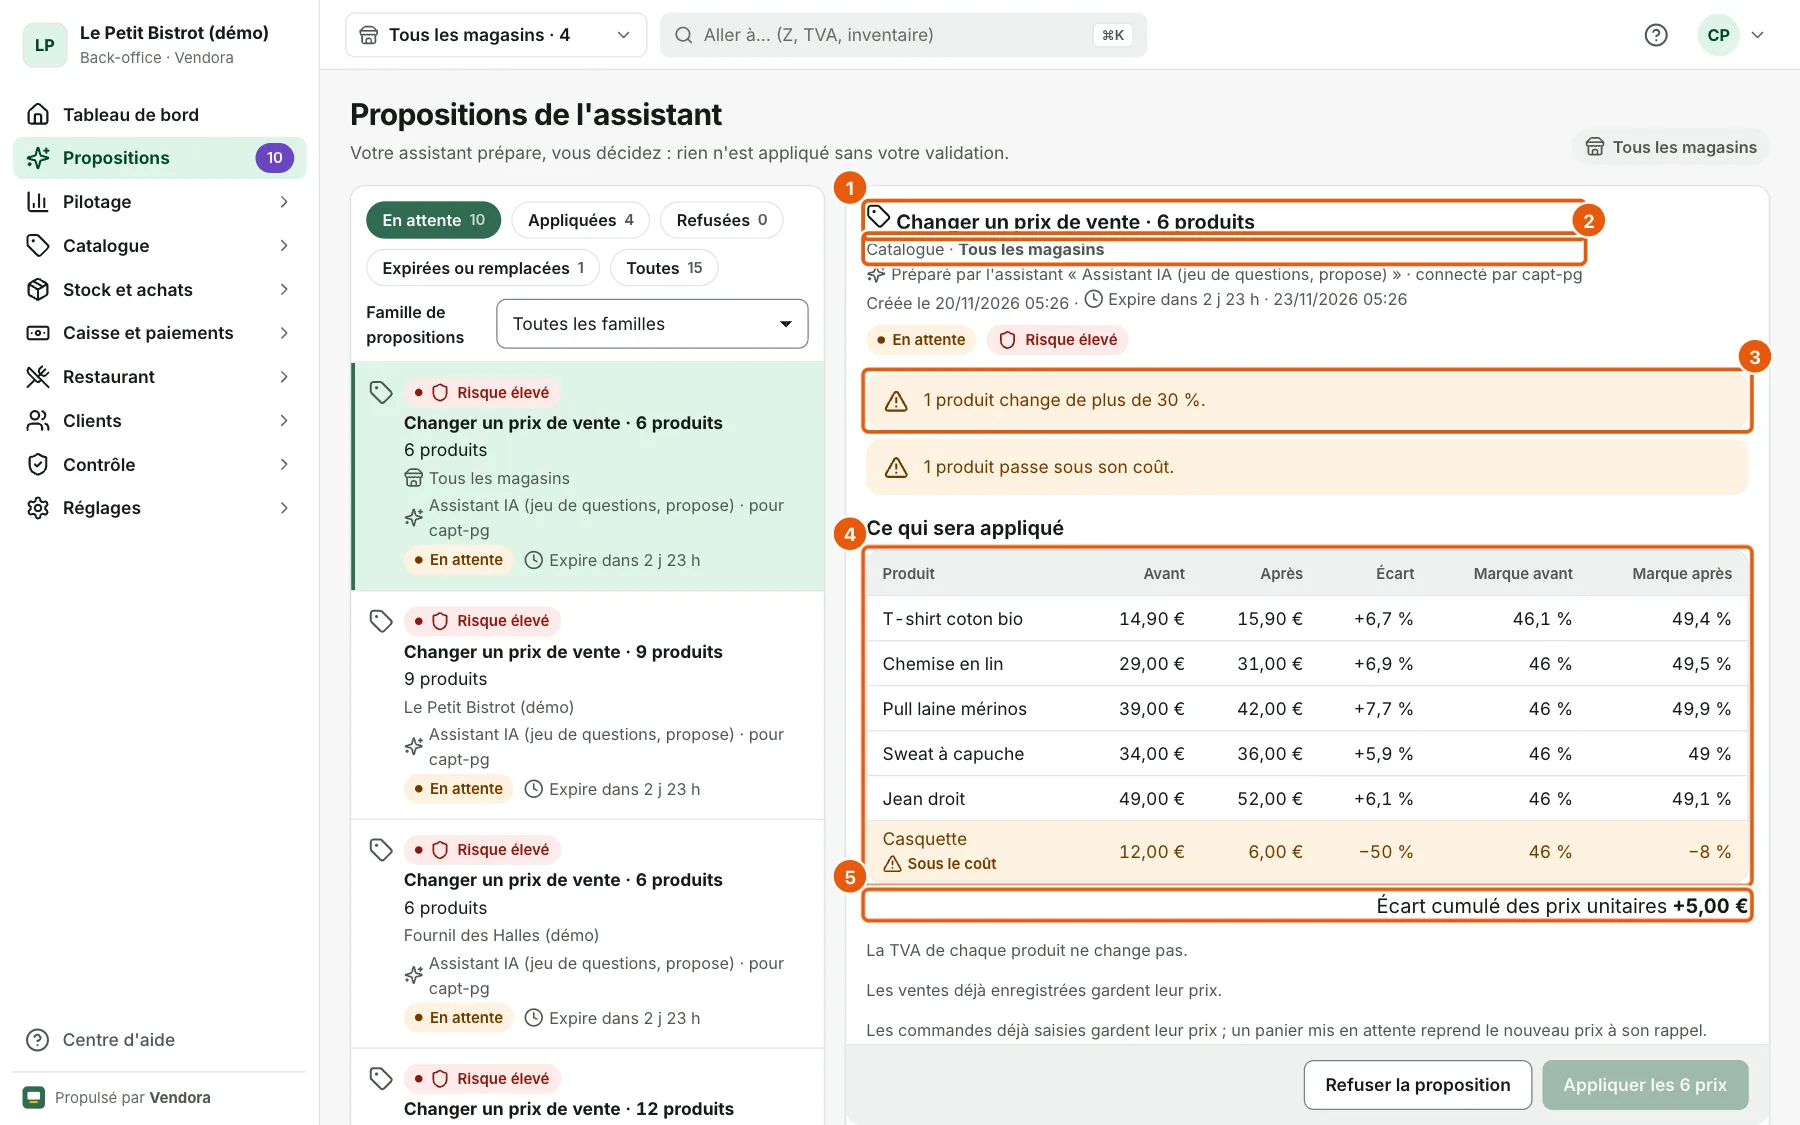 LP
Le Petit Bistrot (démo)
Back-office · Vendora
Tous les magasins · 4
Aller à... (Z, TVA, inventaire)
⌘K
CP
Tableau de bord
Propositions 10
Pilotage
Catalogue
Stock et achats
Caisse et paiements
Restaurant
Clients
Contrôle
Réglages
Centre d'aide
Propulsé par Vendora
Propositions de l'assistant
Votre assistant prépare, vous décidez : rien n'est appliqué sans votre validation.
Tous les magasins
En attente 10
Appliquées 4
Refusées 0
Expirées ou remplacées 1
Toutes 15
Famille de
propositions
Toutes les familles
Risque élevé
Changer un prix de vente · 6 produits
6 produits
Tous les magasins
Assistant IA (jeu de questions, propose) · pour
capt-pg
En attente
Expire dans 2 j 23 h
Risque élevé
Changer un prix de vente · 9 produits
9 produits
Le Petit Bistrot (démo)
Assistant IA (jeu de questions, propose) · pour
capt-pg
En attente
Expire dans 2 j 23 h
Risque élevé
Changer un prix de vente · 6 produits
6 produits
Fournil des Halles (démo)
Assistant IA (jeu de questions, propose) · pour
capt-pg
En attente
Expire dans 2 j 23 h
Risque élevé
Changer un prix de vente · 12 produits
1
Changer un prix de vente · 6 produits
2
Catalogue · Tous les magasins
Préparé par l'assistant « Assistant IA (jeu de questions, propose) » · connecté par capt-pg
Créée le 20/11/2026 05:26 · Expire dans 2 j 23 h · 23/11/2026 05:26
En attente
Risque élevé
3
1 produit change de plus de 30 %.
1 produit passe sous son coût.
4
Ce qui sera appliqué
Produit Avant Après Écart Marque avant Marque après
T-shirt coton bio 14,90 € 15,90 € +6,7 % 46,1 % 49,4 %
Chemise en lin 29,00 € 31,00 € +6,9 % 46 % 49,5 %
Pull laine mérinos 39,00 € 42,00 € +7,7 % 46 % 49,9 %
Sweat à capuche 34,00 € 36,00 € +5,9 % 46 % 49 %
Jean droit 49,00 € 52,00 € +6,1 % 46 % 49,1 %
Casquette 12,00 € 6,00 € −50 % 46 % −8 %
Sous le coût
5
Écart cumulé des prix unitaires +5,00 €
La TVA de chaque produit ne change pas.
Les ventes déjà enregistrées gardent leur prix.
Les commandes déjà saisies gardent leur prix ; un panier mis en attente reprend le nouveau prix à son rappel.
Refuser la proposition
Appliquer les 6 prix